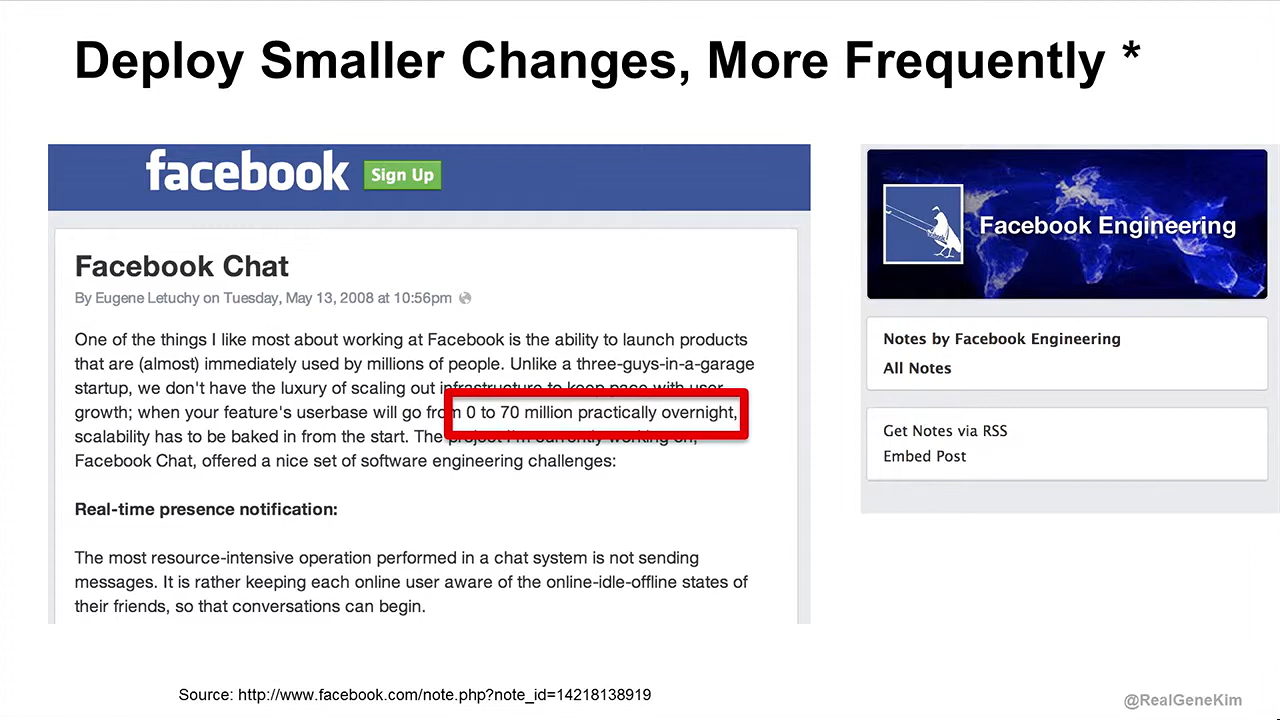 Deploy Smaller Changes, More Frequently *
facebook
Sign Up
Facebook Chat
By Eugene Letuchy on Tuesday, May 13, 2008 at 10:56pm
One of the things I like most about working at Facebook is the ability to launch products
that are (almost) immediately used by millions of people. Unlike a three-guys-in-a-garage
startup, we don't have the luxury of scaling out infrastructure to keep pace with user
growth; when your feature's userbase will go from 0 to 70 million practically overnight,
scalability has to be baked in from the start. The project I'm currently working on,
Facebook Chat, offered a nice set of software engineering challenges:
Real-time presence notification:
The most resource-intensive operation performed in a chat system is not sending
messages. It is rather keeping each online user aware of the online-idle-offline states of
their friends, so that conversations can begin.
Facebook Engineering
Notes by Facebook Engineering
All Notes
Get Notes via RSS
Embed Post
Source: http://www.facebook.com/note.php?note_id=14218138919
@RealGeneKim